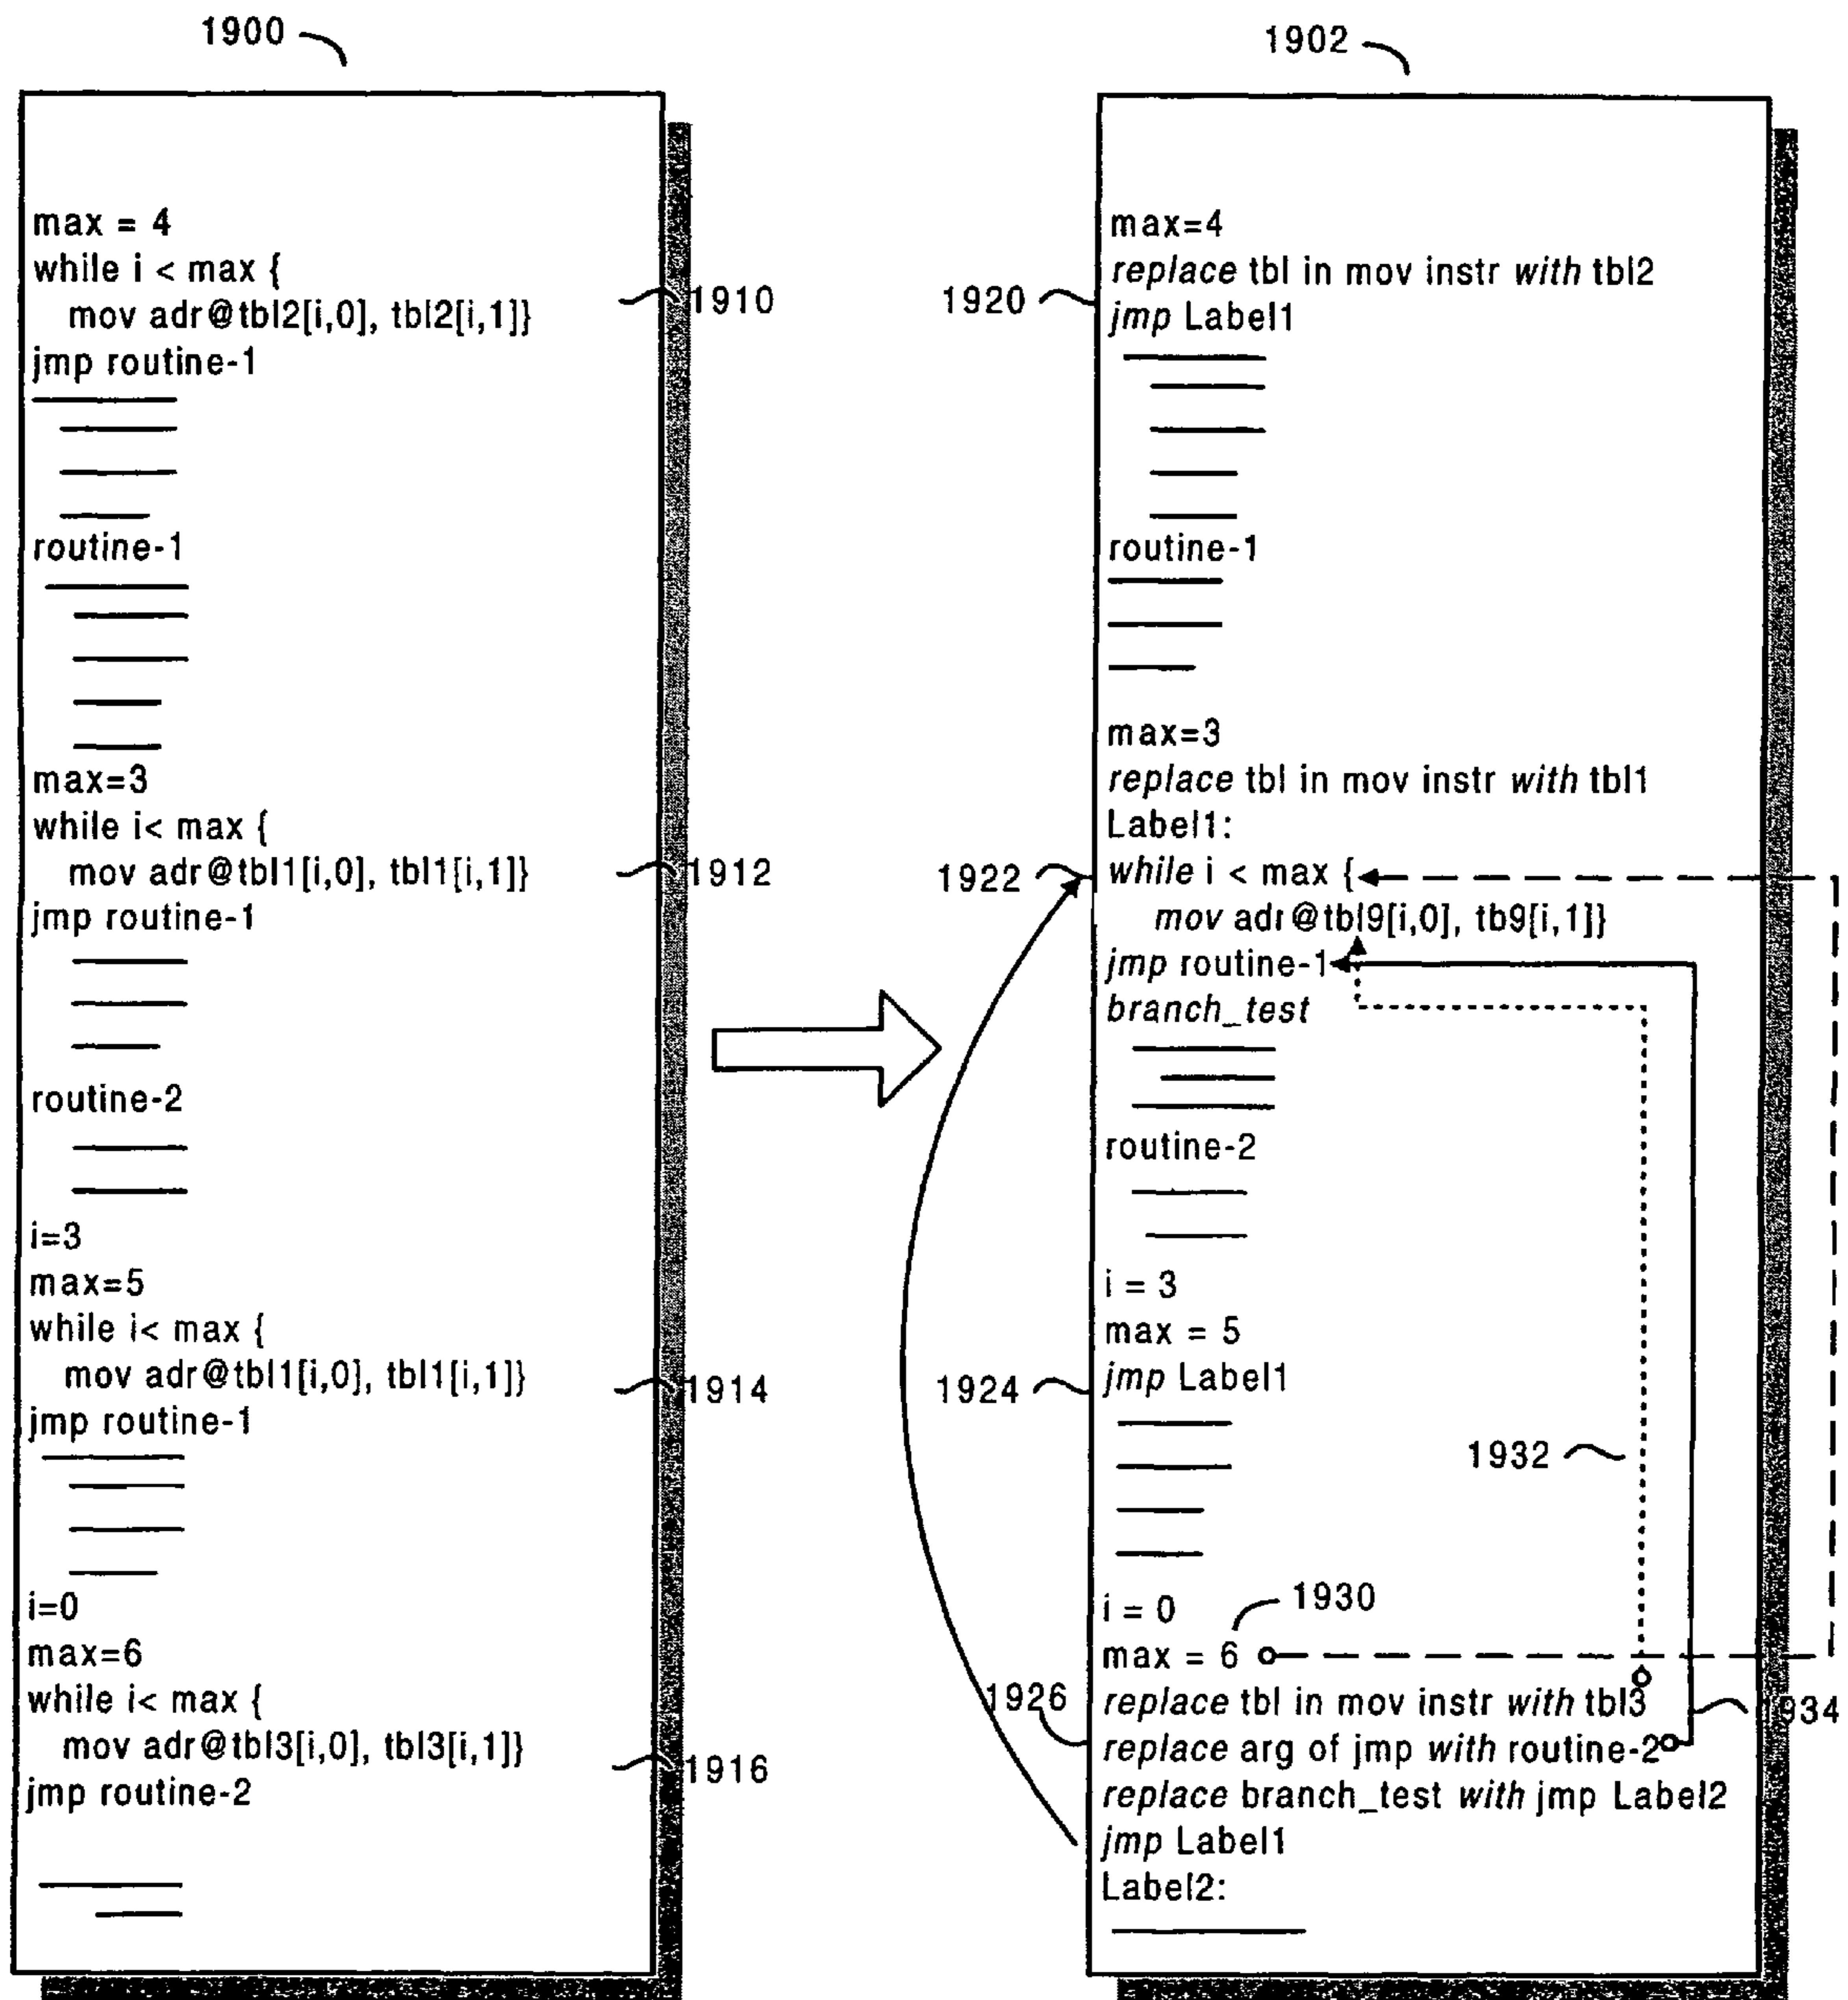 1900
max = 4
while i < max {
mov adr@tbl2[i,0], tbl2[i,1]}
1910
jmp routine-1
routine-1
max=3
while i< max {
mov adr@tbl1[i,0], tbl1[i,1]}
1912
jmp routine-1
routine-2
i=3
max=5
while i< max {
mov adr@tbl1[i,0], tbl1[i,1]}
1914
jmp routine-1
i=0
max=6
while i< max {
mov adr@tbl3[i,0], tbl3[i,1]}
1916
jmp routine-2
1902
max=4
replace tbl in mov instr with tbl2
1920
jmp Label1
routine-1
max=3
replace tbl in mov instr with tbl1
Label1:
1922
while i < max {
mov adr@tbl9[i,0], tb9[i,1]}
jmp routine-1
branch_test
routine-2
i = 3
max = 5
1924
jmp Label1
1932
i = 0
1930
max = 6
1926
replace tbl in mov instr with tbl3
1934
replace arg of jmp with routine-2
replace branch_test with jmp Label2
jmp Label1
Label2: